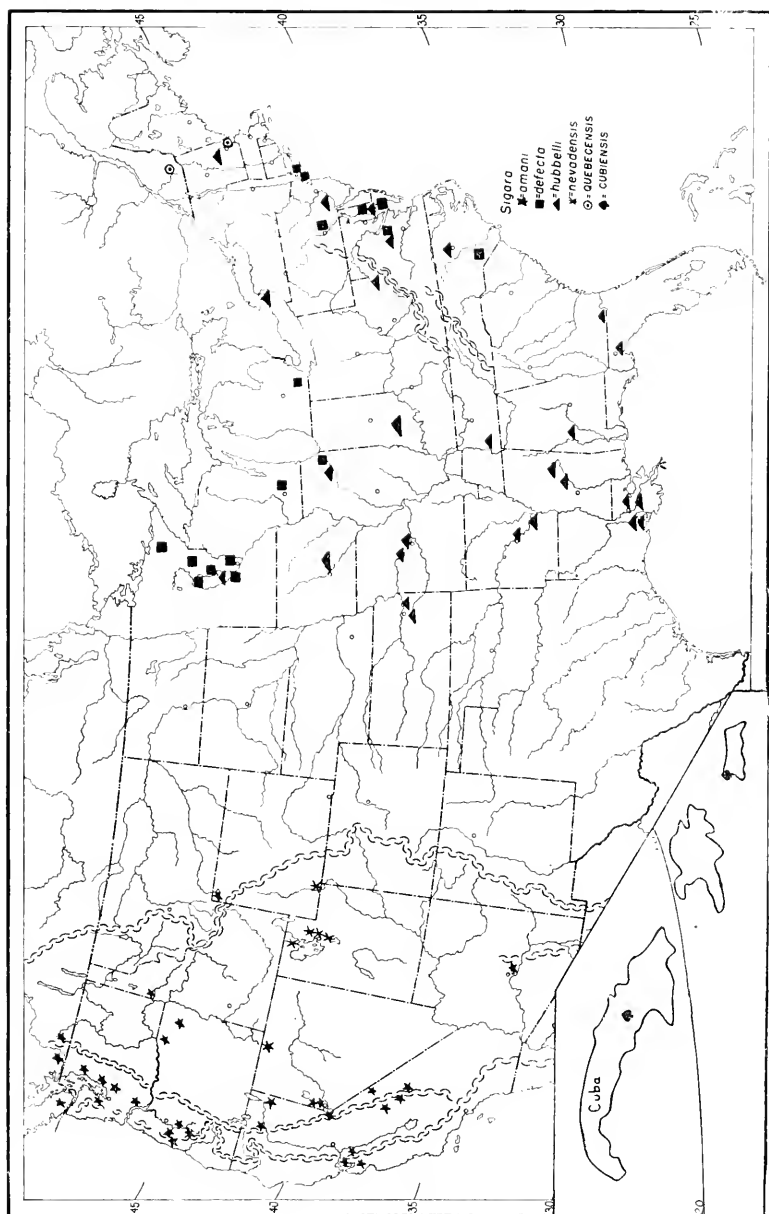 Sigara
=omani
=defecta
=hubbelli
=nevadensis
=QUEBECENSIS
=CUBIENSIS
45
40
35
30
25
45
40
35
30
20
Cuba